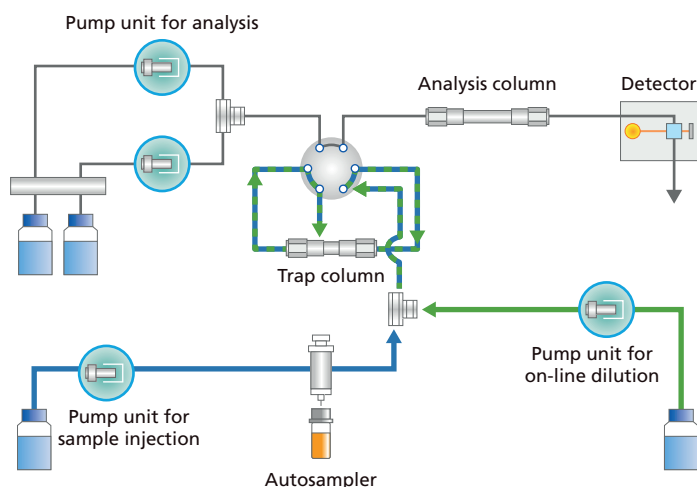 Pump unit for analysis
Analysis column
Detector
Trap column
Pump unit for
on-line dilution
Pump unit for
sample injection
Autosampler